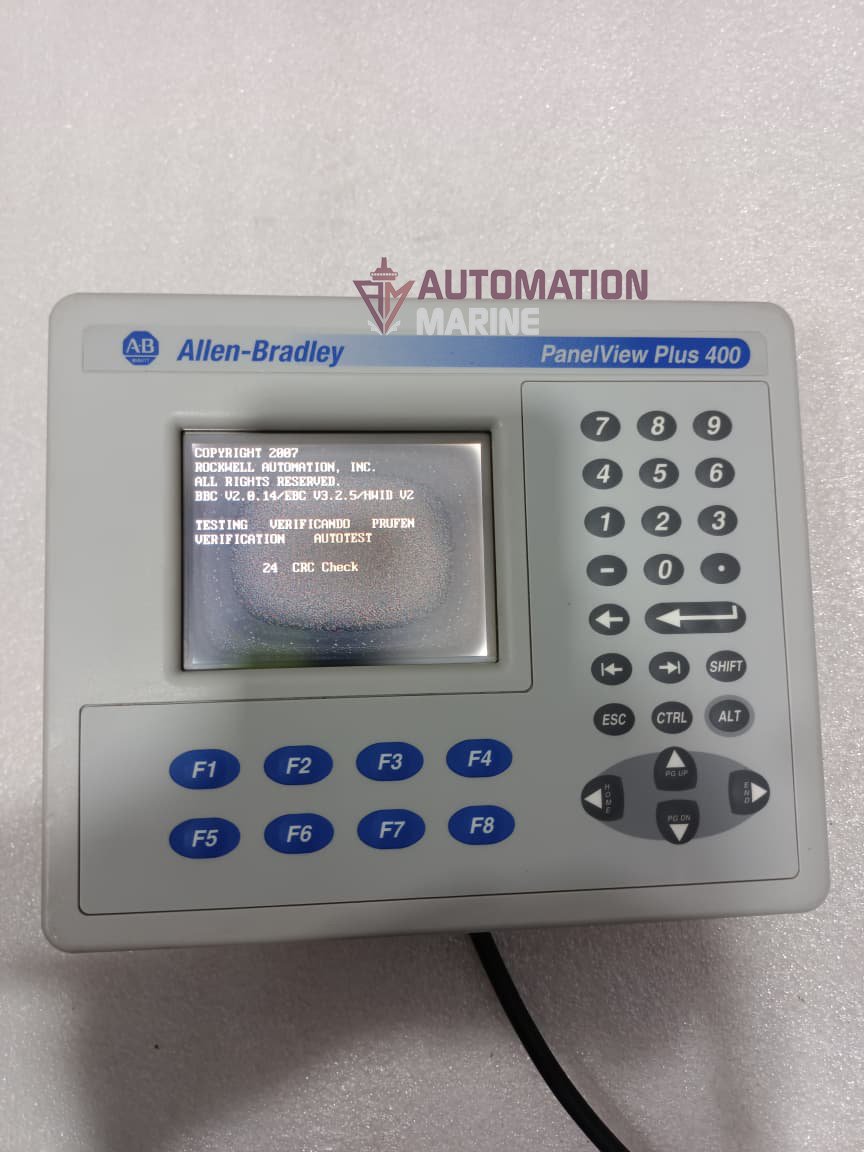 AUTOMATION
MARINE
A·B
Allen-Bradley
PanelView Plus 400
COPYRIGHT 2007
ROCKWELL AUTOMATION, INC.
ALL RIGHTS RESERVED.
BBC V2.0.14/EBC V3.2.5/HWID V2
TESTING VERIFICANDO PRUFEN
VERIFICATION AUTOTEST
24 CRC Check
7 8 9
4 5 6
1 2 3
- 0 .
SHIFT
ESC CTRL ALT
PG UP
HOME
END
PG DN
F1 F2 F3 F4
F5 F6 F7 F8